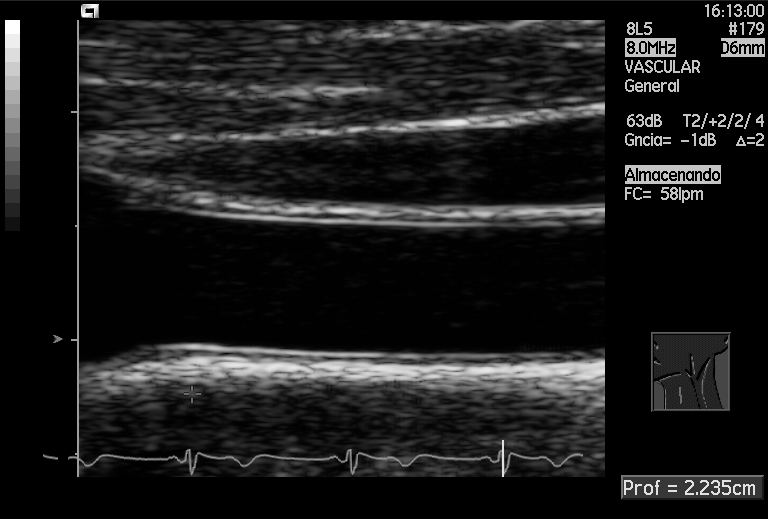 16:13:00
8L5 #179
8.0MHz 06mm
VASCULAR
General
63dB T2/+2/2/ 4
Gncia= -1dB Δ=2
Almacenando
FC= 58lpm
Prof = 2.235cm